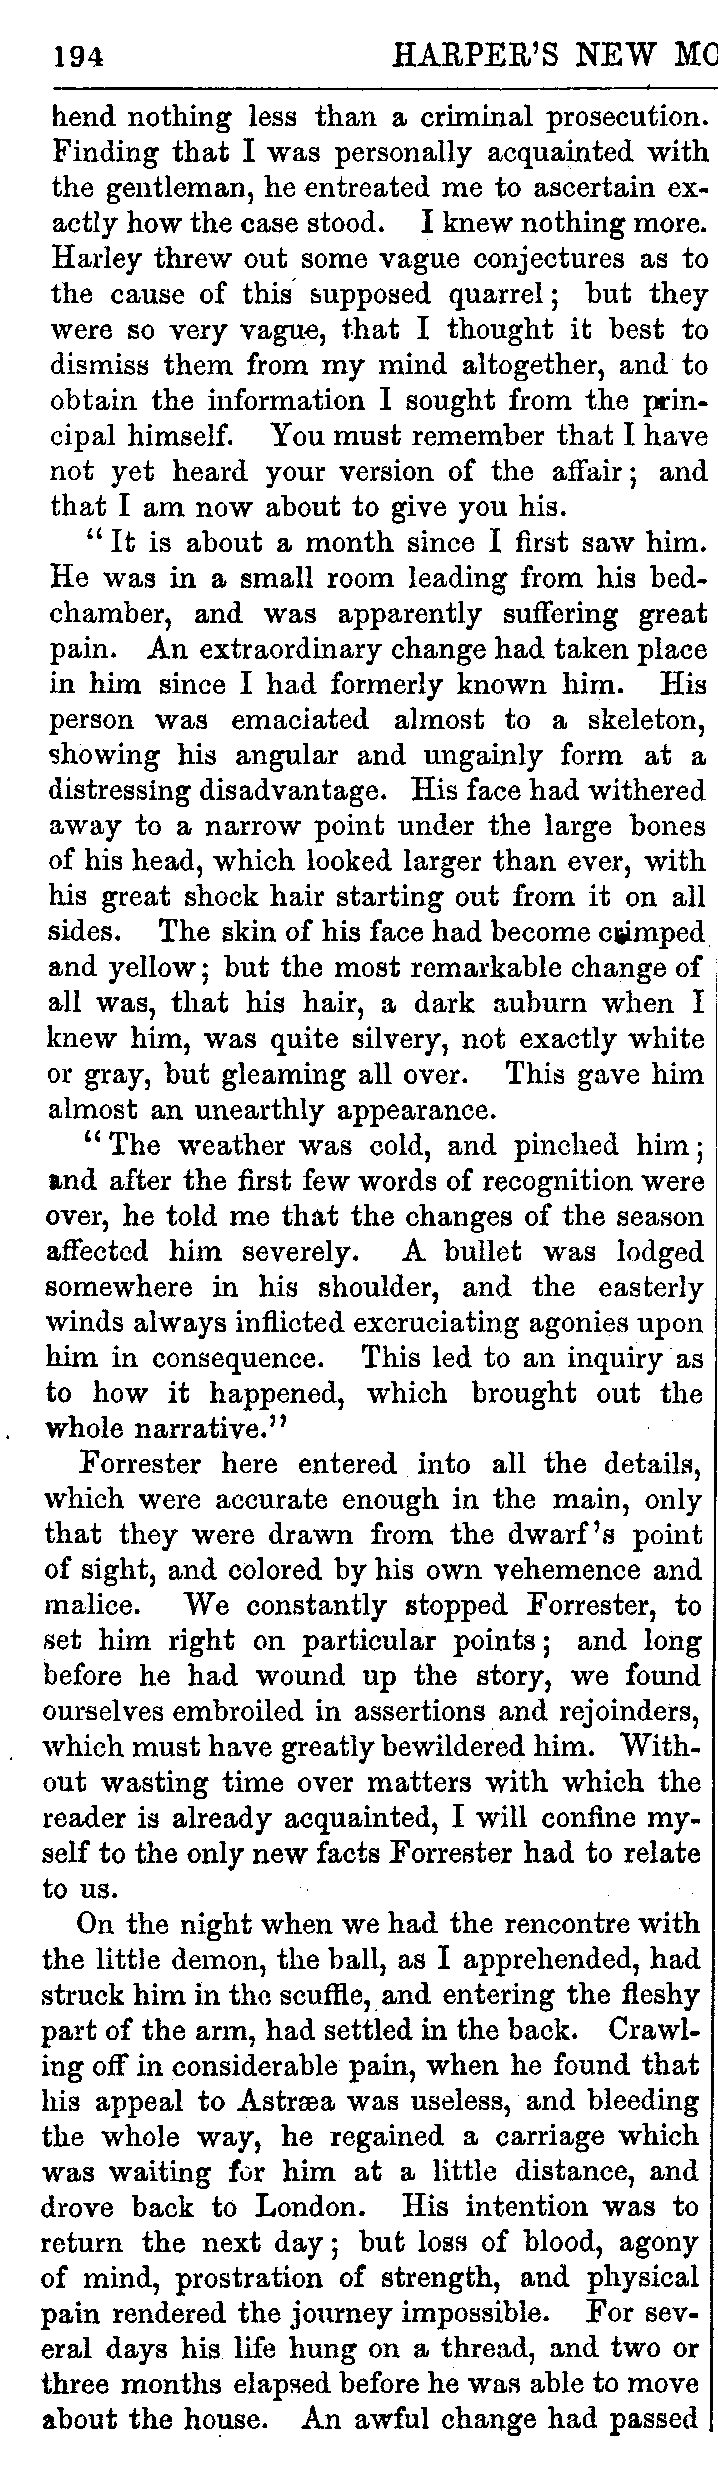 194 HARPER'S NEW MO
hend nothing less than a criminal prosecution.
Finding that I was personally acquainted with
the gentleman, he entreated me to ascertain ex-
actly how the case stood. I knew nothing more.
Harley threw out some vague conjectures as to
the cause of this supposed quarrel; but they
were so very vague, that I thought it best to
dismiss them from my mind altogether, and to
obtain the information I sought from the prin-
cipal himself. You must remember that I have
not yet heard your version of the affair; and
that I am now about to give you his.
"It is about a month since I first saw him.
He was in a small room leading from his bed-
chamber, and was apparently suffering great
pain. An extraordinary change had taken place
in him since I had formerly known him. His
person was emaciated almost to a skeleton,
showing his angular and ungainly form at a
distressing disadvantage. His face had withered
away to a narrow point under the large bones
of his head, which looked larger than ever, with
his great shock hair starting out from it on all
sides. The skin of his face had become crimped
and yellow; but the most remarkable change of
all was, that his hair, a dark auburn when I
knew him, was quite silvery, not exactly white
or gray, but gleaming all over. This gave him
almost an unearthly appearance.
"The weather was cold, and pinched him;
and after the first few words of recognition were
over, he told me that the changes of the season
affected him severely. A bullet was lodged
somewhere in his shoulder, and the easterly
winds always inflicted excruciating agonies upon
him in consequence. This led to an inquiry as
to how it happened, which brought out the
whole narrative."
Forrester here entered into all the details,
which were accurate enough in the main, only
that they were drawn from the dwarf's point
of sight, and colored by his own vehemence and
malice. We constantly stopped Forrester, to
set him right on particular points; and long
before he had wound up the story, we found
ourselves embroiled in assertions and rejoinders,
which must have greatly bewildered him. With-
out wasting time over matters with which the
reader is already acquainted, I will confine my-
self to the only new facts Forrester had to relate
to us.
On the night when we had the rencontre with
the little demon, the ball, as I apprehended, had
struck him in the scuffle, and entering the fleshy
part of the arm, had settled in the back. Crawl-
ing off in considerable pain, when he found that
his appeal to Astræa was useless, and bleeding
the whole way, he regained a carriage which
was waiting for him at a little distance, and
drove back to London. His intention was to
return the next day; but loss of blood, agony
of mind, prostration of strength, and physical
pain rendered the journey impossible. For sev-
eral days his life hung on a thread, and two or
three months elapsed before he was able to move
about the house. An awful change had passed